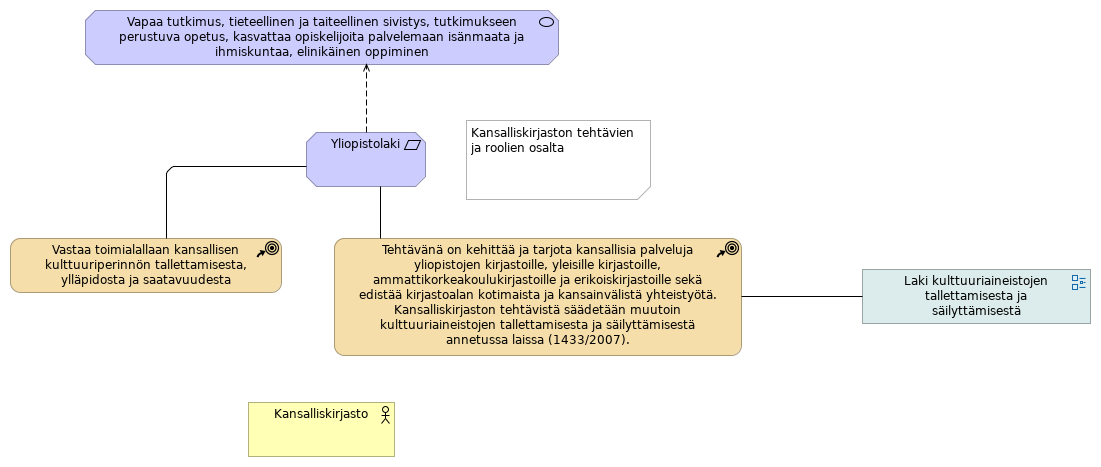 Vapaa tutkimus, tieteellinen ja taiteellinen sivistys, tutkimukseen
perustuva opetus, kasvattaa opiskelijoita palvelemaan isänmaata ja
ihmiskuntaa, elinikäinen oppiminen
Yliopistolaki
Kansalliskirjaston tehtävien
ja roolien osalta
Vastaa toimialallaan kansallisen
kulttuuriperinnön tallettamisesta,
ylläpidosta ja saatavuudesta
Tehtävänä on kehittää ja tarjota kansallisia palveluja
yliopistojen kirjastoille, yleisille kirjastoille,
ammattikorkeakoulukirjastoille ja erikoiskirjastoille sekä
edistää kirjastoalan kotimaista ja kansainvälistä yhteistyötä.
Kansalliskirjaston tehtävistä säädetään muutoin
kulttuuriaineistojen tallettamisesta ja säilyttämisestä
annetussa laissa (1433/2007).
Laki kulttuuriaineistojen
tallettamisesta ja
säilyttämisestä
Kansalliskirjasto